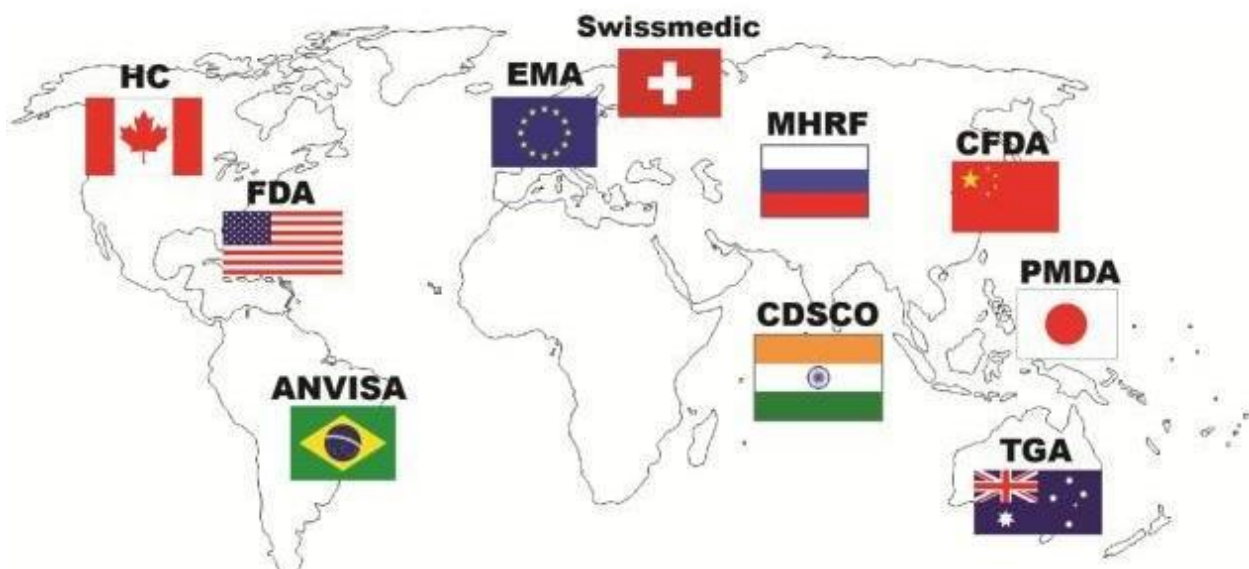 Swissmedic
HC
EMA
MHRF
CFDA
FDA
PMDA
CDSCO
ANVISA
TGA